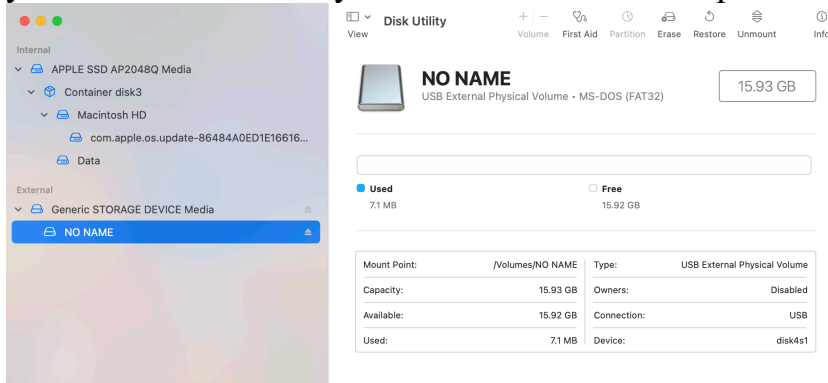 Disk Utility
View
Volume First Aid Partition Erase Restore Unmount Info
Internal
APPLE SSD AP2048Q Media
Container disk3
Macintosh HD
com.apple.os.update-86484A0ED1E16616...
Data
External
Generic STORAGE DEVICE Media
NO NAME
NO NAME
USB External Physical Volume • MS-DOS (FAT32)
15.93 GB
Used
7.1 MB
Free
15.92 GB
Mount Point: /Volumes/NO NAME
Capacity: 15.93 GB
Available: 15.92 GB
Used: 7.1 MB
Type: USB External Physical Volume
Owners: Disabled
Connection: USB
Device: disk4s1